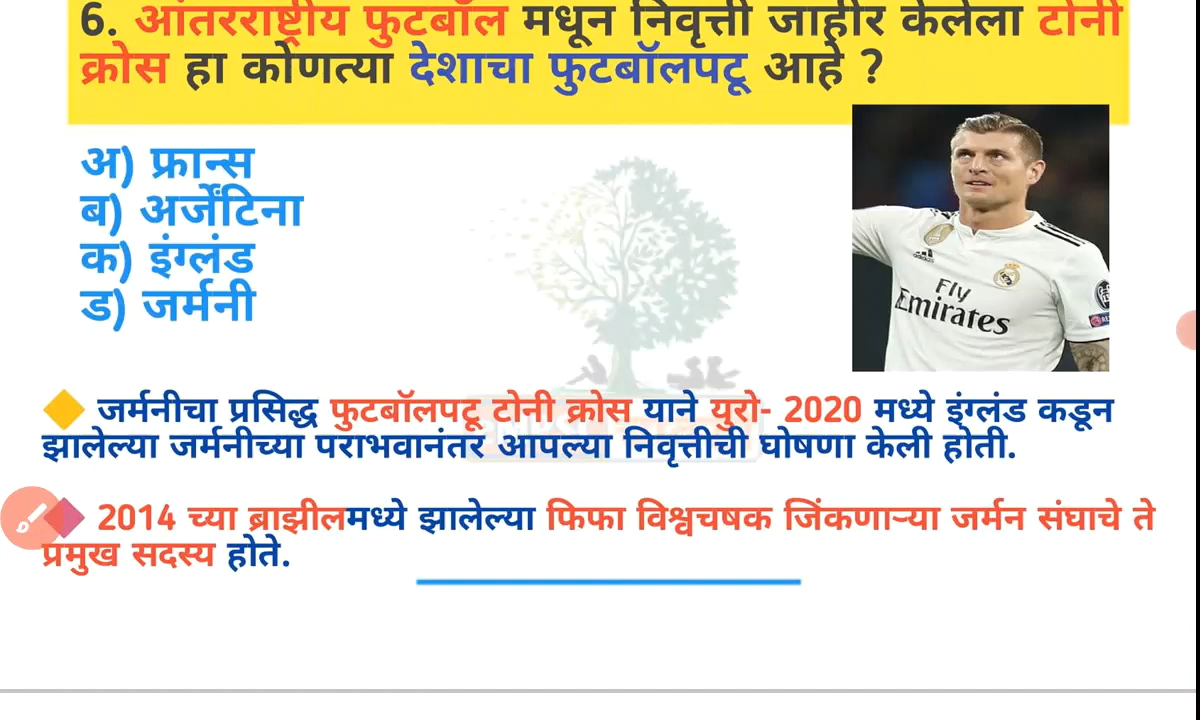 6. आंतरराष्ट्रीय फुटबॉल मधून निवृत्ती जाहीर केलेला टोनी
क्रोस हा कोणत्या देशाचा फुटबॉलपटू आहे ?
अ) फ्रान्स
ब) अर्जेंटिना
क) इंग्लंड
ड) जर्मनी
Fly
Emirates
जर्मनीचा प्रसिद्ध फुटबॉलपटू टोनी क्रोस याने युरो- 2020 मध्ये इंग्लंड कडून
झालेल्या जर्मनीच्या पराभवानंतर आपल्या निवृत्तीची घोषणा केली होती.
2014 च्या ब्राझीलमध्ये झालेल्या फिफा विश्वचषक जिंकणाऱ्या जर्मन संघाचे ते
प्रमुख सदस्य होते.